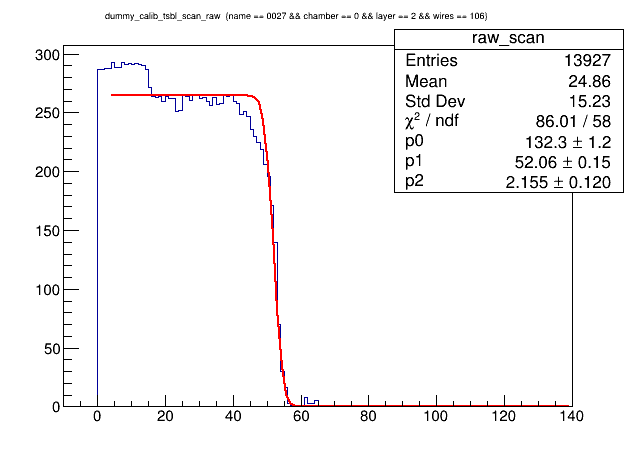 dummy_calib_tsbl_scan_raw (name == 0027 && chamber == 0 && layer == 2 && wires == 106)
raw_scan
Entries 13927
Mean 24.86
Std Dev 15.23
χ² / ndf 86.01 / 58
p0 132.3 ± 1.2
p1 52.06 ± 0.15
p2 2.155 ± 0.120
300
250
200
150
100
50
0
0 20 40 60 80 100 120 140